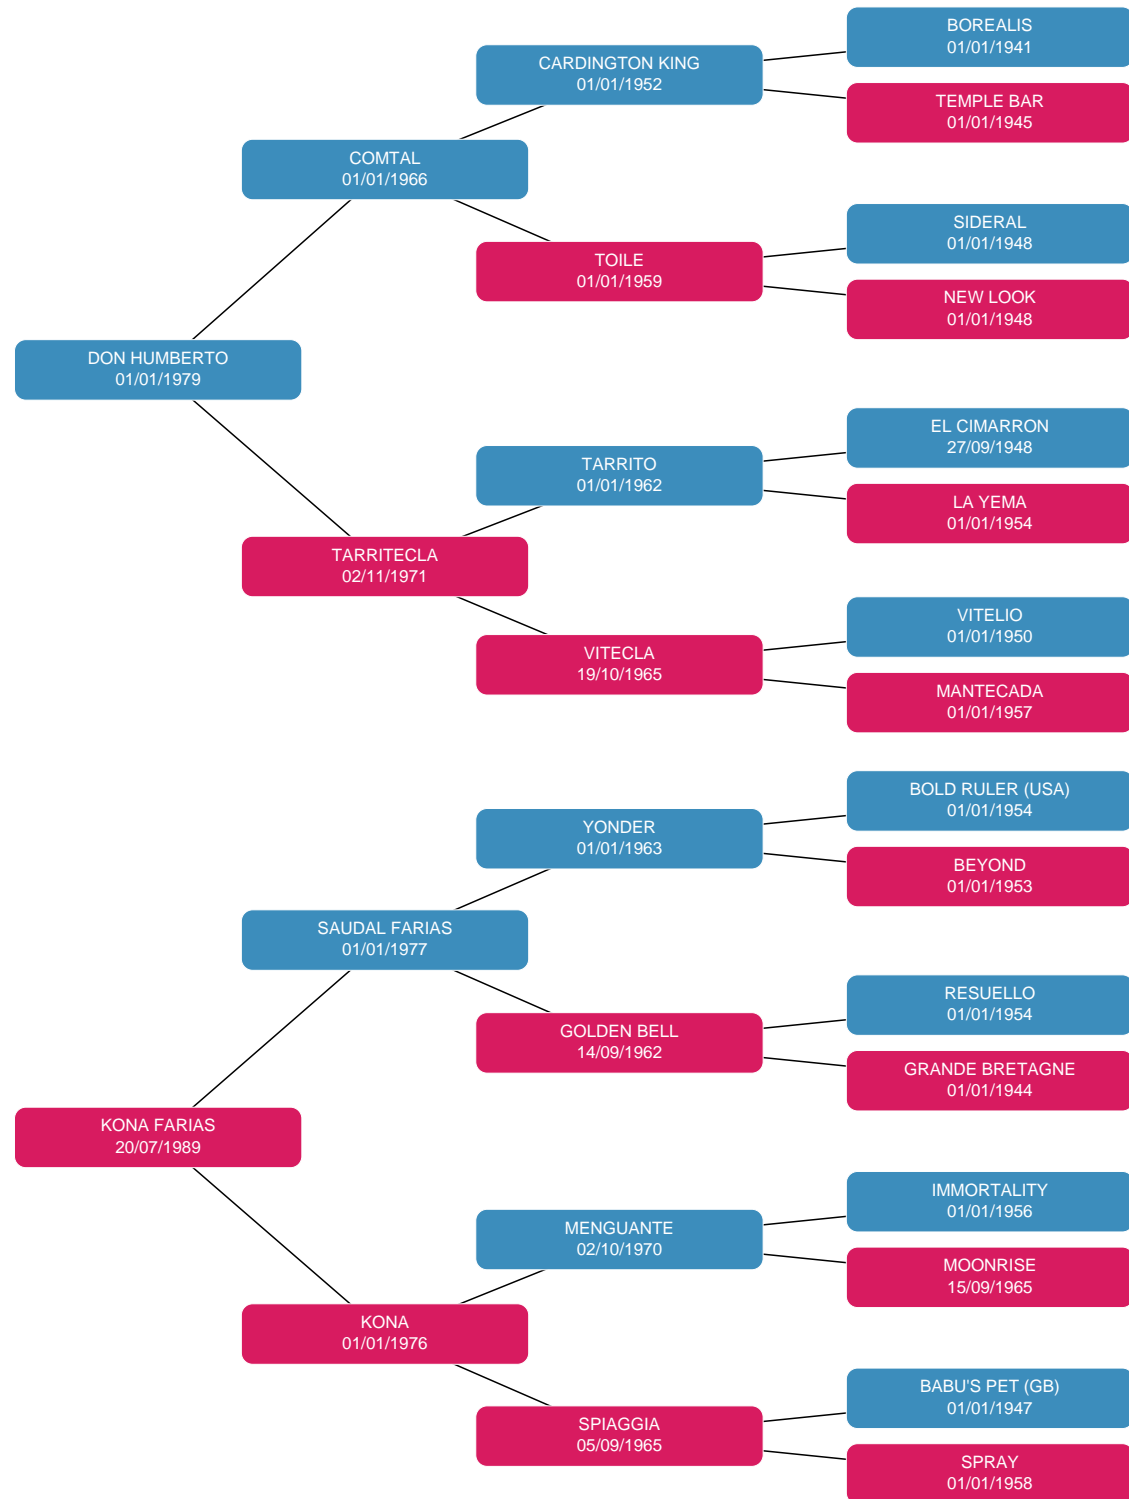 BOREALIS
01/01/1941
CARDINGTON KING
01/01/1952
TEMPLE BAR
01/01/1945
COMTAL
01/01/1966
SIDERAL
01/01/1948
TOILE
01/01/1959
NEW LOOK
01/01/1948
DON HUMBERTO
01/01/1979
EL CIMARRON
27/09/1948
TARRITO
01/01/1962
LA YEMA
01/01/1954
TARRITECLA
02/11/1971
VITELIO
01/01/1950
VITECLA
19/10/1965
MANTECADA
01/01/1957
BOLD RULER (USA)
01/01/1954
YONDER
01/01/1963
BEYOND
01/01/1953
SAUDAL FARIAS
01/01/1977
RESUELLO
01/01/1954
GOLDEN BELL
14/09/1962
GRANDE BRETAGNE
01/01/1944
KONA FARIAS
20/07/1989
IMMORTALITY
01/01/1956
MENGUANTE
02/10/1970
MOONRISE
15/09/1965
KONA
01/01/1976
BABU'S PET (GB)
01/01/1947
SPIAGGIA
05/09/1965
SPRAY
01/01/1958